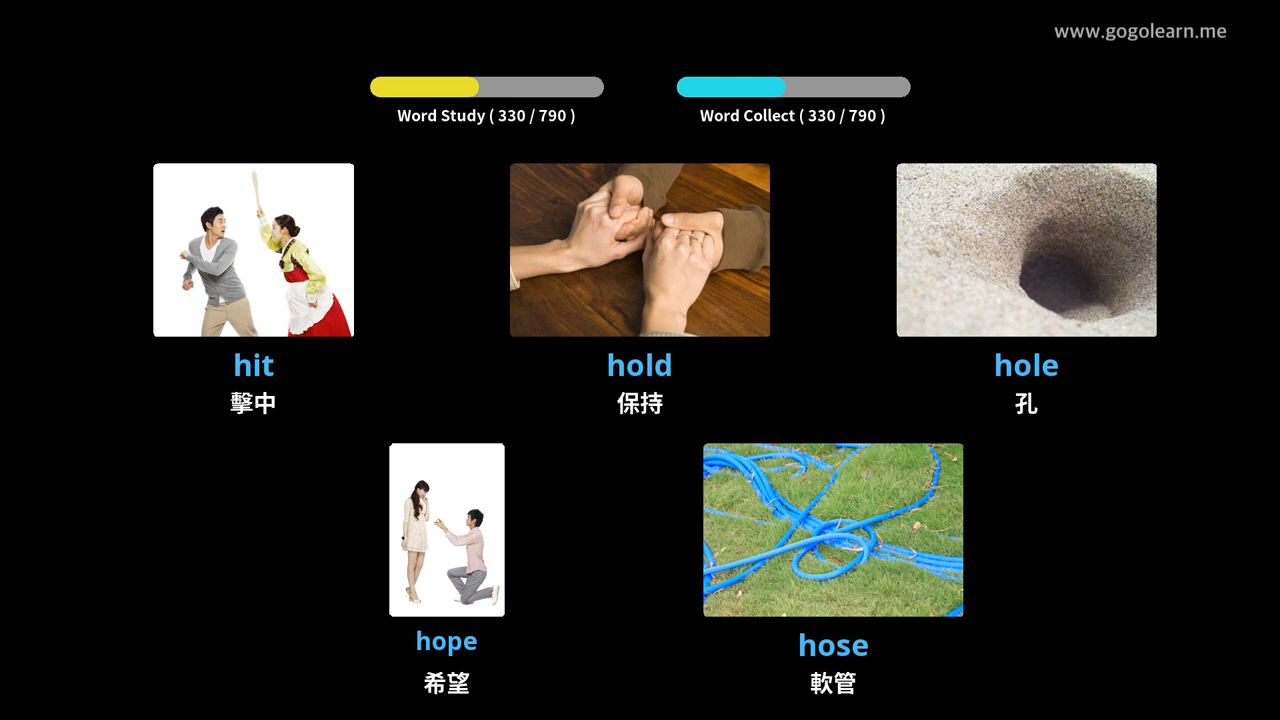 www.gogolearn.me
Word Study ( 330 / 790 )
Word Collect ( 330 / 790 )
hit
擊中
hold
保持
hole
孔
hope
希望
hose
軟管